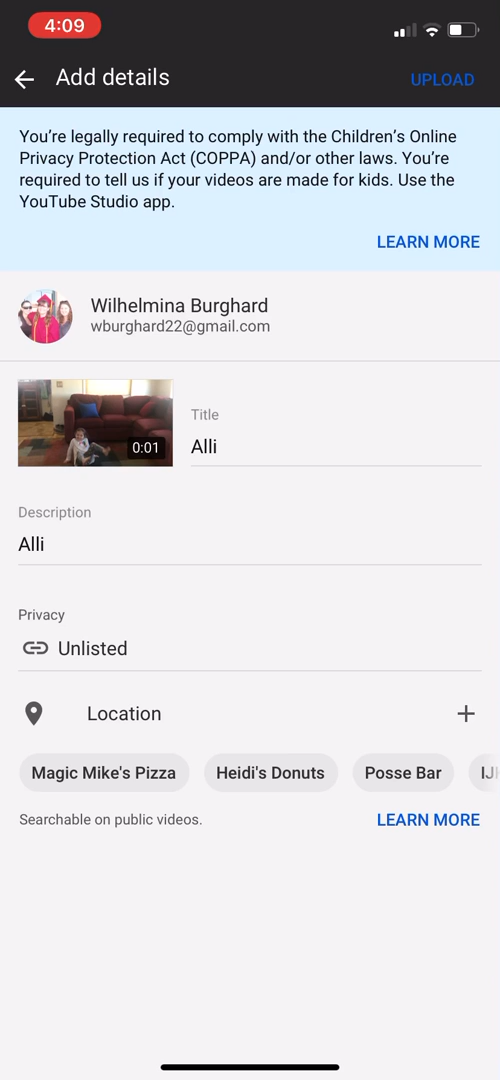 4:09
Add details
UPLOAD
You're legally required to comply with the Children's Online
Privacy Protection Act (COPPA) and/or other laws. You're
required to tell us if your videos are made for kids. Use the
YouTube Studio app.
LEARN MORE
Wilhelmina Burghard
wburghard22@gmail.com
0:01
Title
Alli
Description
Alli
Privacy
Unlisted
Location
Magic Mike's Pizza
Heidi's Donuts
Posse Bar
Searchable on public videos.
LEARN MORE